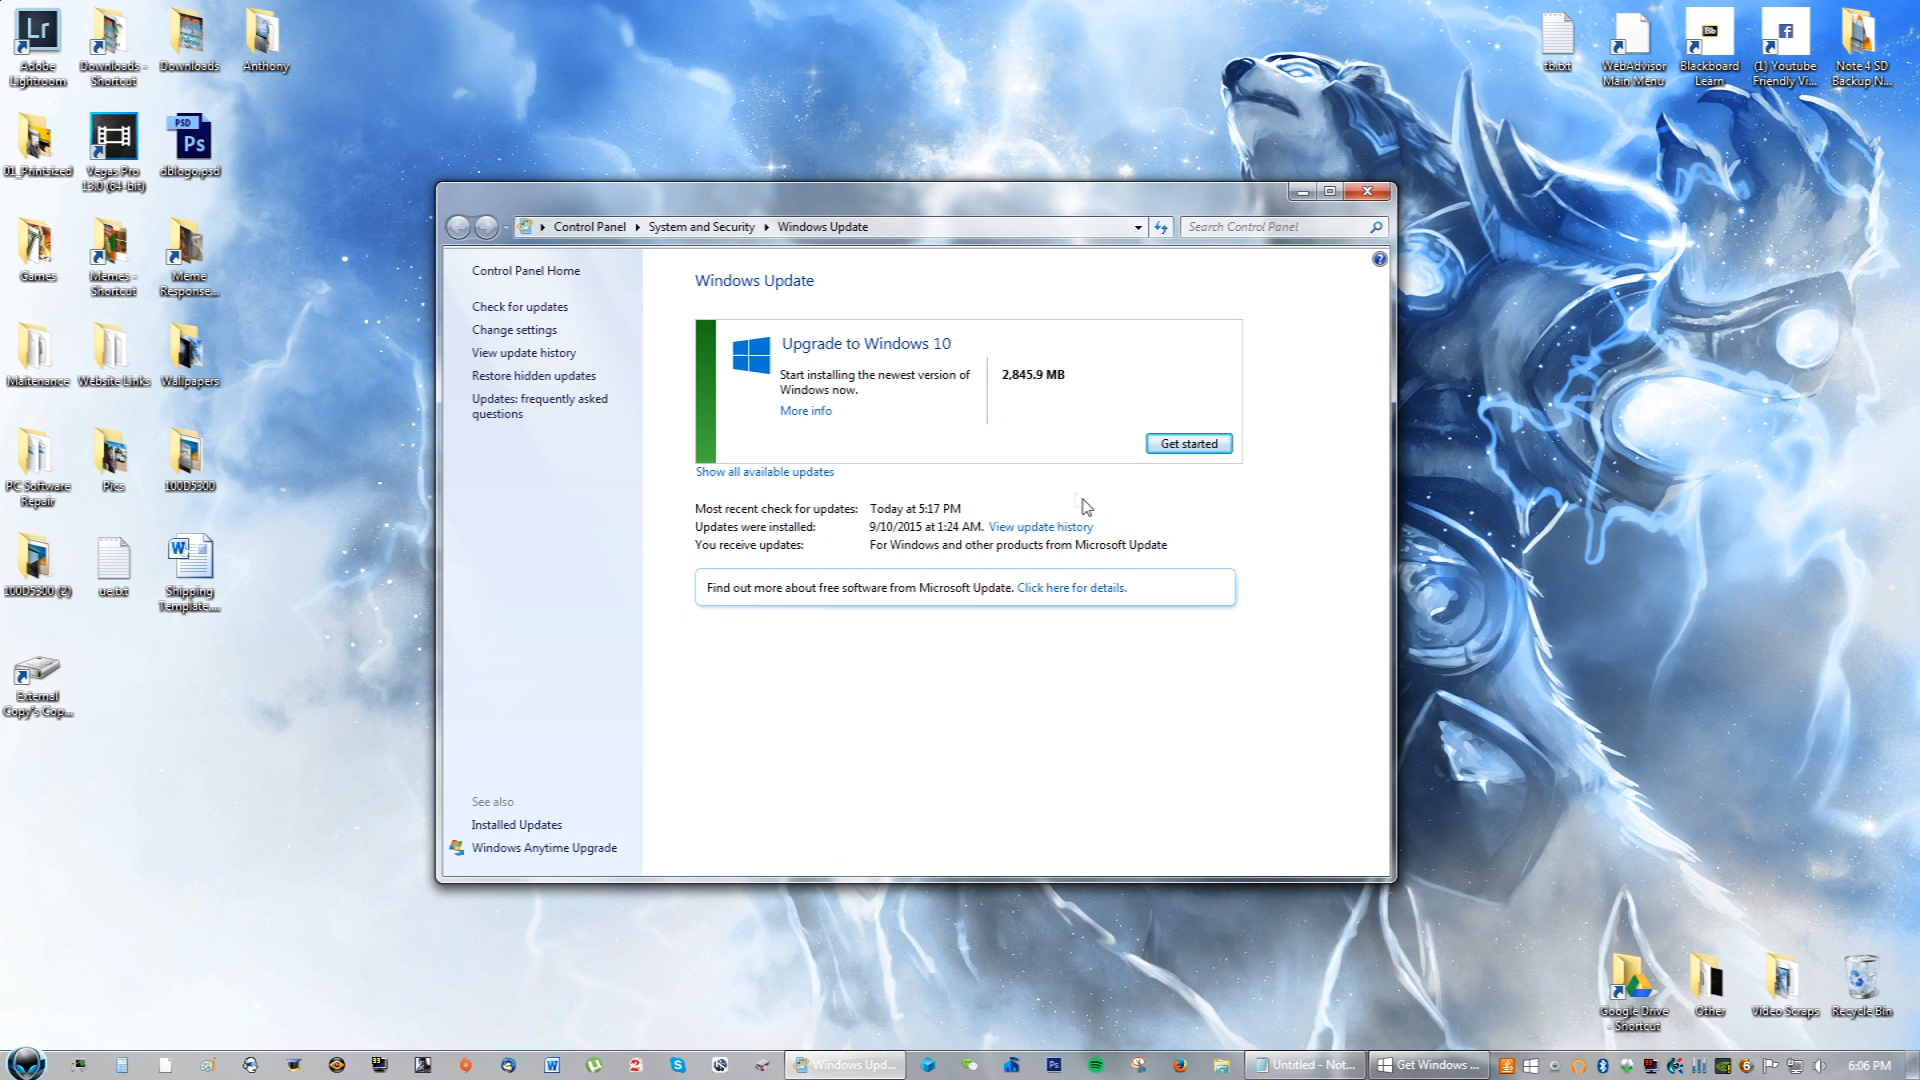 Lr
Adobe
Lightroom
Downloads -
Shortcut
Downloads
Anthony
01_Printsized
Vegas Pro
13.0 (64-bit)
PSD
Ps
dblogo.psd
Games
Memes -
Shortcut
Meme
Response...
Maitenance
Website Links
Wallpapers
PC Software
Repair
Pics
100D5300
100D5300 (2)
ue.txt
Shipping
Template....
External
Copy's Cop...
tb.txt
WebAdvisor
Main Menu
Bb
Blackboard
Learn
(1) Youtube
Friendly Vi...
Note 4 SD
Backup N...
Control Panel
System and Security
Windows Update
Search Control Panel
Control Panel Home
Check for updates
Change settings
View update history
Restore hidden updates
Updates: frequently asked
questions
See also
Installed Updates
Windows Anytime Upgrade
Windows Update
Upgrade to Windows 10
Start installing the newest version of
Windows now.
More info
2,845.9 MB
Get started
Show all available updates
Most recent check for updates: Today at 5:17 PM
Updates were installed: 9/10/2015 at 1:24 AM. View update history
You receive updates: For Windows and other products from Microsoft Update
Find out more about free software from Microsoft Update. Click here for details.
Google Drive
- Shortcut
Other
Video Scraps
Recycle Bin
Windows Upd...
Ps
Untitled - Not...
Get Windows ...
6:06 PM